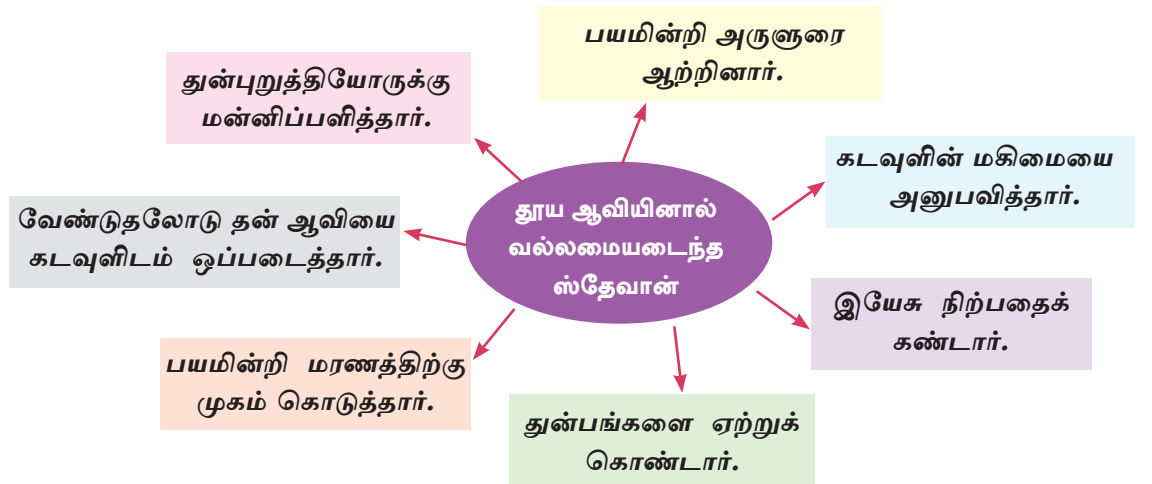 பயமின்றி அருளுரை
ஆற்றினார்.
துன்புறுத்தியோருக்கு
மன்னிப்பளித்தார்.
கடவுளின் மகிமையை
அனுபவித்தார்.
தூய ஆவியினால்
வல்லமையடைந்த
ஸ்தேவான்
வேண்டுதலோடு தன் ஆவியை
கடவுளிடம் ஒப்படைத்தார்.
இயேசு நிற்பதைக்
கண்டார்.
பயமின்றி மரணத்திற்கு
முகம் கொடுத்தார்.
துன்பங்களை ஏற்றுக்
கொண்டார்.